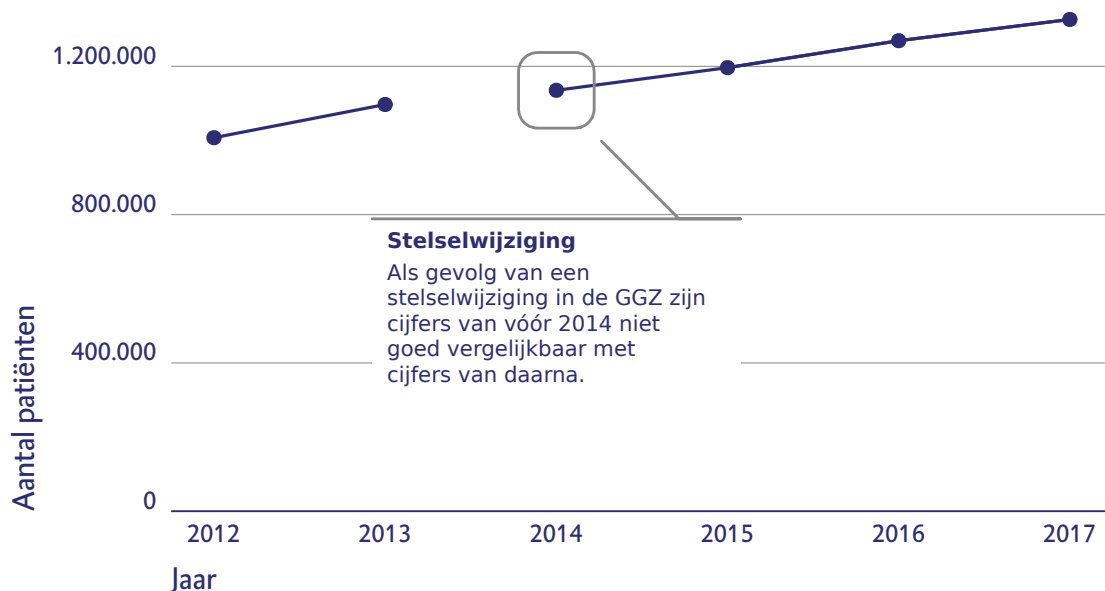 1.200.000
800.000
Stelselwijziging
Als gevolg van een
stelselwijziging in de GGZ zijn
cijfers van vóór 2014 niet
goed vergelijkbaar met
cijfers van daarna.
400.000
Aantal patiënten
0
2012 2013 2014 2015 2016 2017
Jaar